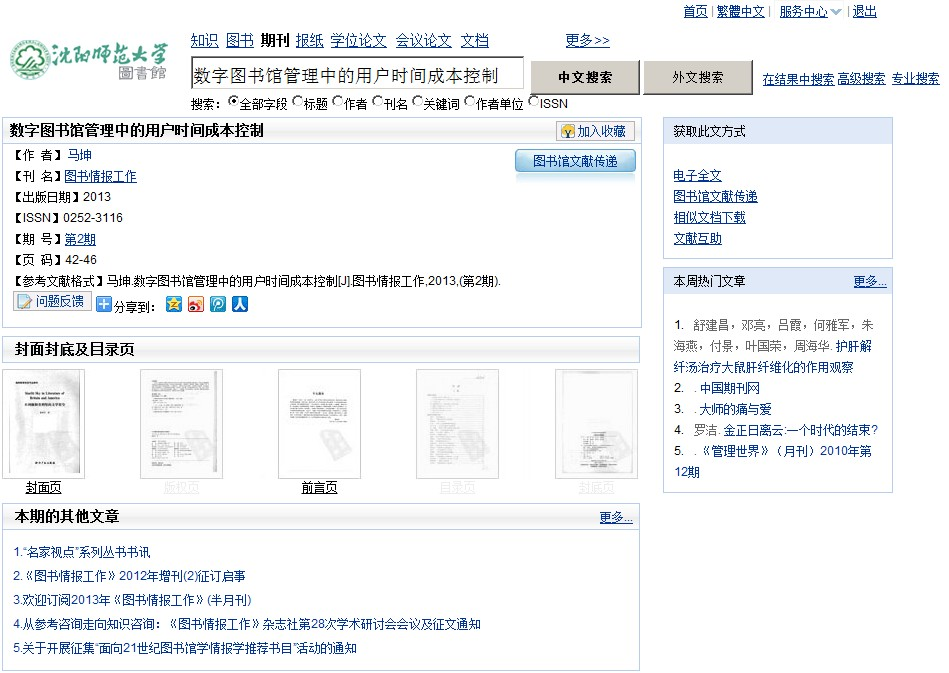 首页 | 繁體中文 | 服务中心 | 退出
沈阳师范大学
圖書館
知识 图书 期刊 报纸 学位论文 会议论文 文档 更多>>
数字图书馆管理中的用户时间成本控制 中文搜索 外文搜索 在结果中搜索 高级搜索 专业搜索
搜索： 全部字段 标题 作者 刊名 关键词 作者单位 ISSN
数字图书馆管理中的用户时间成本控制 加入收藏
【作 者】马坤 图书馆文献传递
【刊 名】图书情报工作
【出版日期】2013
【ISSN】0252-3116
【期 号】第2期
【页 码】42-46
【参考文献格式】马坤.数字图书馆管理中的用户时间成本控制[J].图书情报工作,2013,(第2期).
问题反馈 分享到：
封面封底及目录页
封面页 版权页 前言页 目录页 封底页
本期的其他文章 更多...
1.“名家视点”系列丛书书讯
2.《图书情报工作》2012年增刊(2)征订启事
3.欢迎订阅2013年《图书情报工作》(半月刊)
4.从参考咨询走向知识咨询：《图书情报工作》杂志社第28次学术研讨会会议及征文通知
5.关于开展征集“面向21世纪图书馆学情报学推荐书目”活动的通知
获取此文方式
电子全文
图书馆文献传递
相似文档下载
文献互助
本周热门文章 更多...
1. 舒建昌，邓亮，吕霞，何雅军，朱
海燕，付景，叶国荣，周海华. 护肝解
纤汤治疗大鼠肝纤维化的作用观察
2. . 中国期刊网
3. . 大师的痛与爱
4. 罗洁. 金正日离云:一个时代的结束?
5. . 《管理世界》（月刊）2010年第
12期